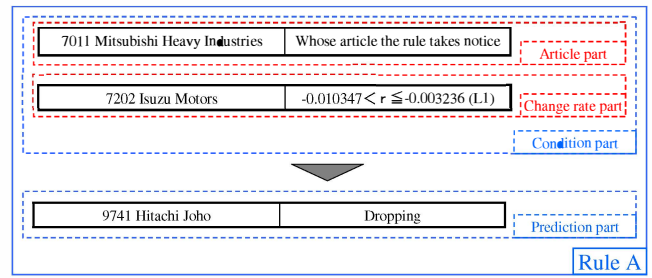 7011 Mitsubishi Heavy Industries Whose article the rule takes notice
Article part
7202 Isuzu Motors -0.010347＜ｒ≦-0.003236 (L1)
Change rate part
Condition part
9741 Hitachi Joho Dropping
Prediction part
Rule A